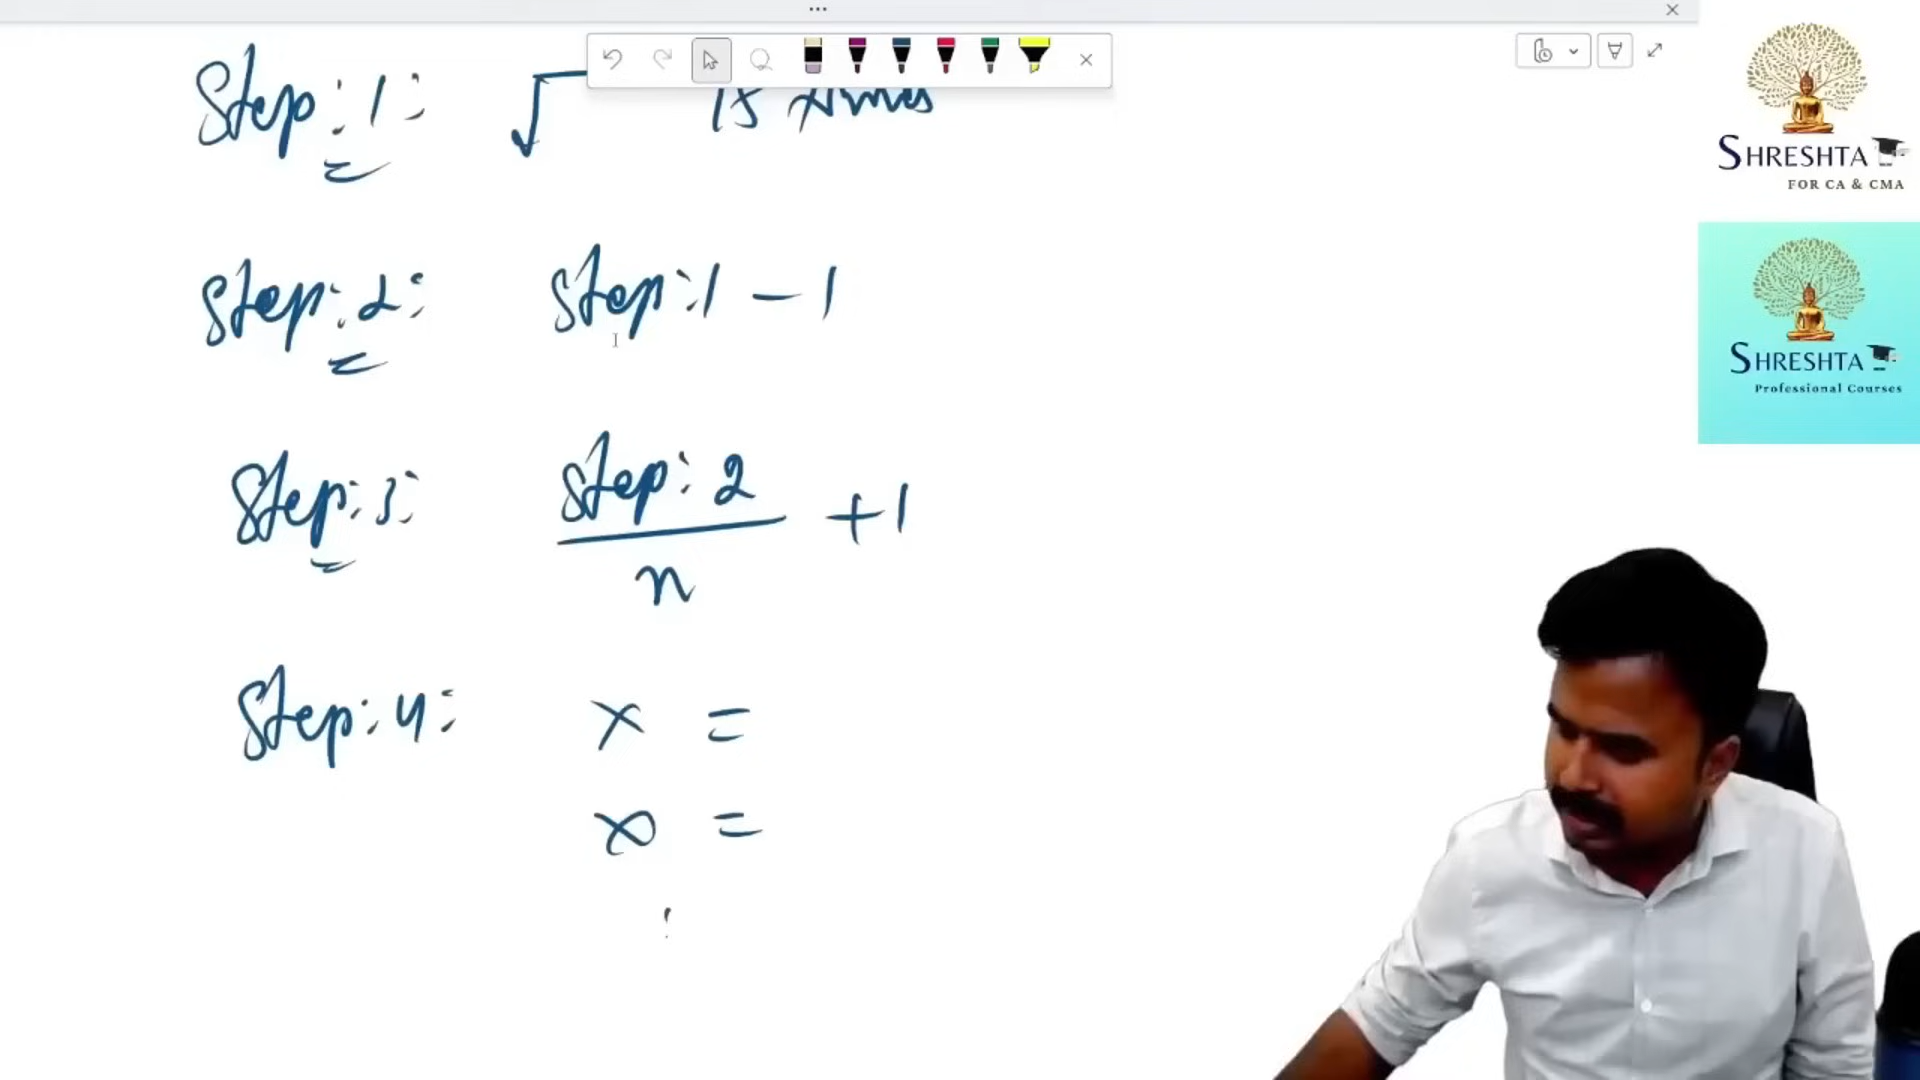 Step:1: √ 15 times
Step:2: Step:1 - 1
Step:3: Step:2 / n + 1
Step:4: x =
x =
SHRESHTA
FOR CA & CMA
SHRESHTA
Professional Courses